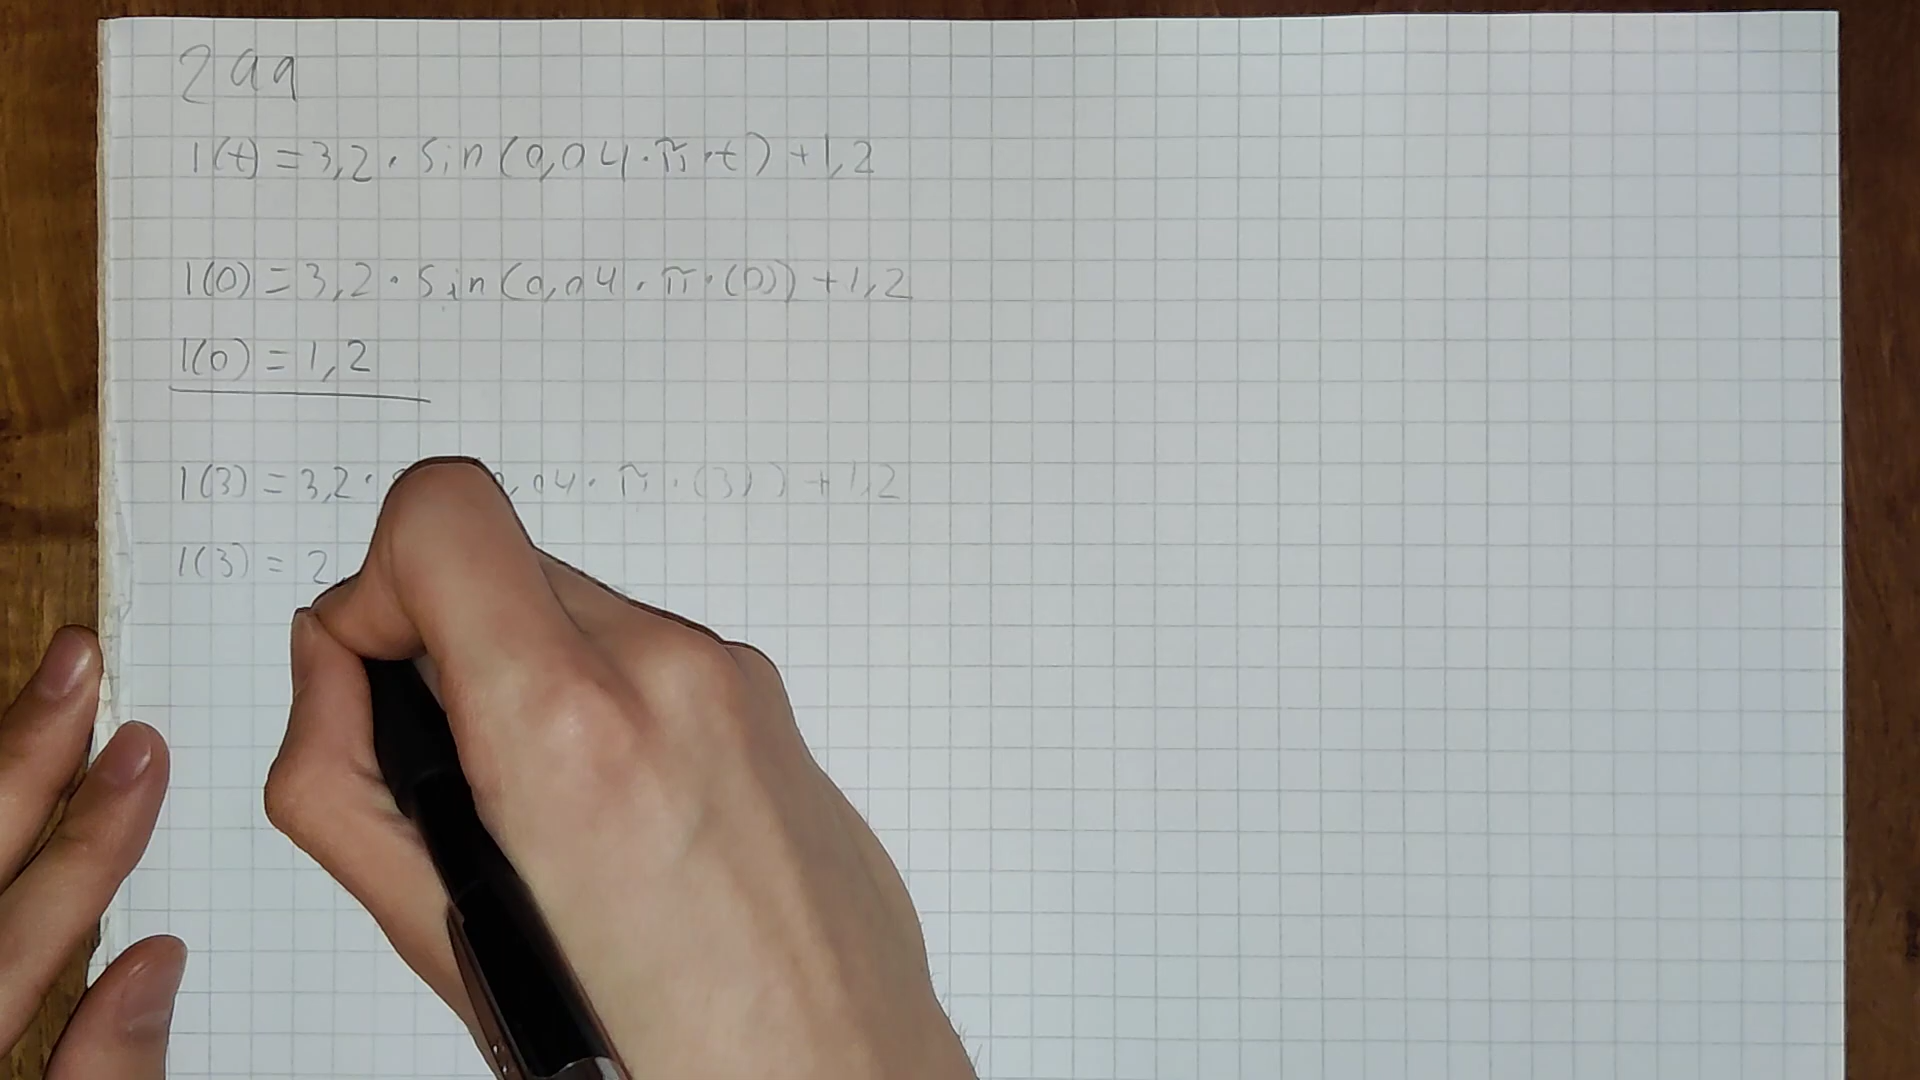 2aa
l(t) = 3,2 · sin(0,04 · π · t) + 1,2
l(0) = 3,2 · sin(0,04 · π · (0)) + 1,2
l(0) = 1,2
l(3) = 3,2 · ,04 · π · (3)) + 1,2
l(3) = 2,